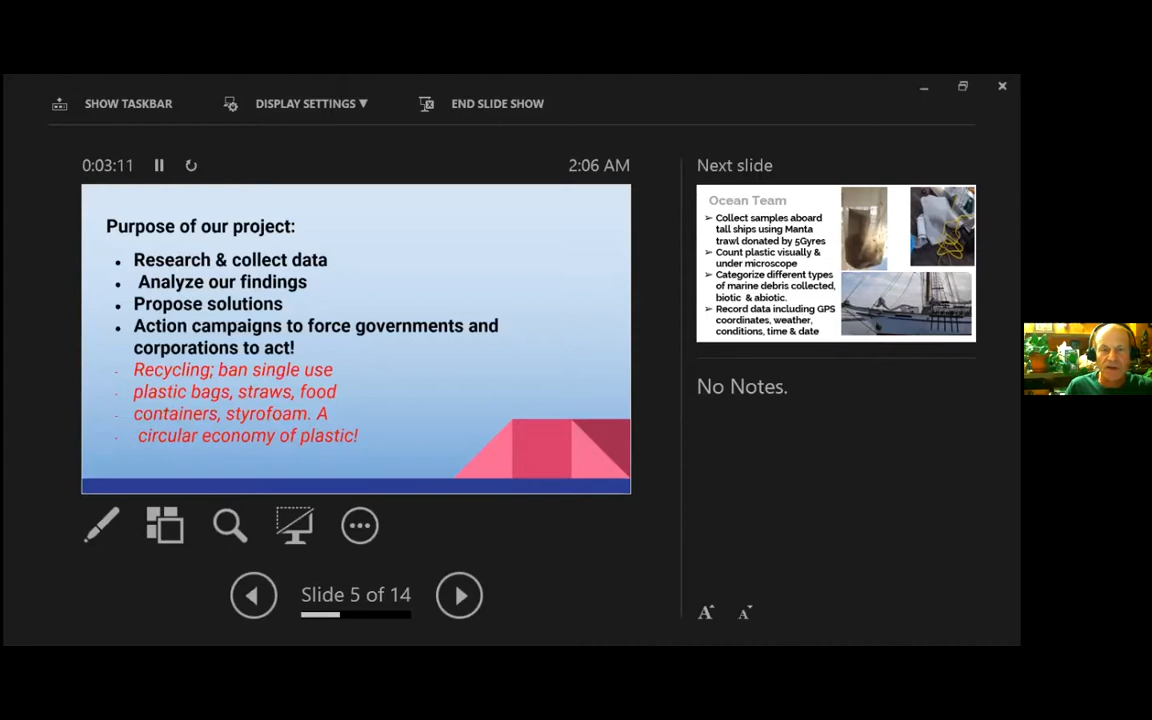 SHOW TASKBAR
DISPLAY SETTINGS ▼
END SLIDE SHOW
0:03:11
2:06 AM
Purpose of our project:
• Research & collect data
• Analyze our findings
• Propose solutions
• Action campaigns to force governments and
corporations to act!
- Recycling; ban single use
- plastic bags, straws, food
- containers, styrofoam. A
- circular economy of plastic!
Slide 5 of 14
Next slide
Ocean Team
➢ Collect samples aboard
tall ships using Manta
trawl donated by 5Gyres
➢ Count plastic visually &
under microscope
➢ Categorize different types
of marine debris collected,
biotic & abiotic.
➢ Record data including GPS
coordinates, weather,
conditions, time & date
No Notes.
A A